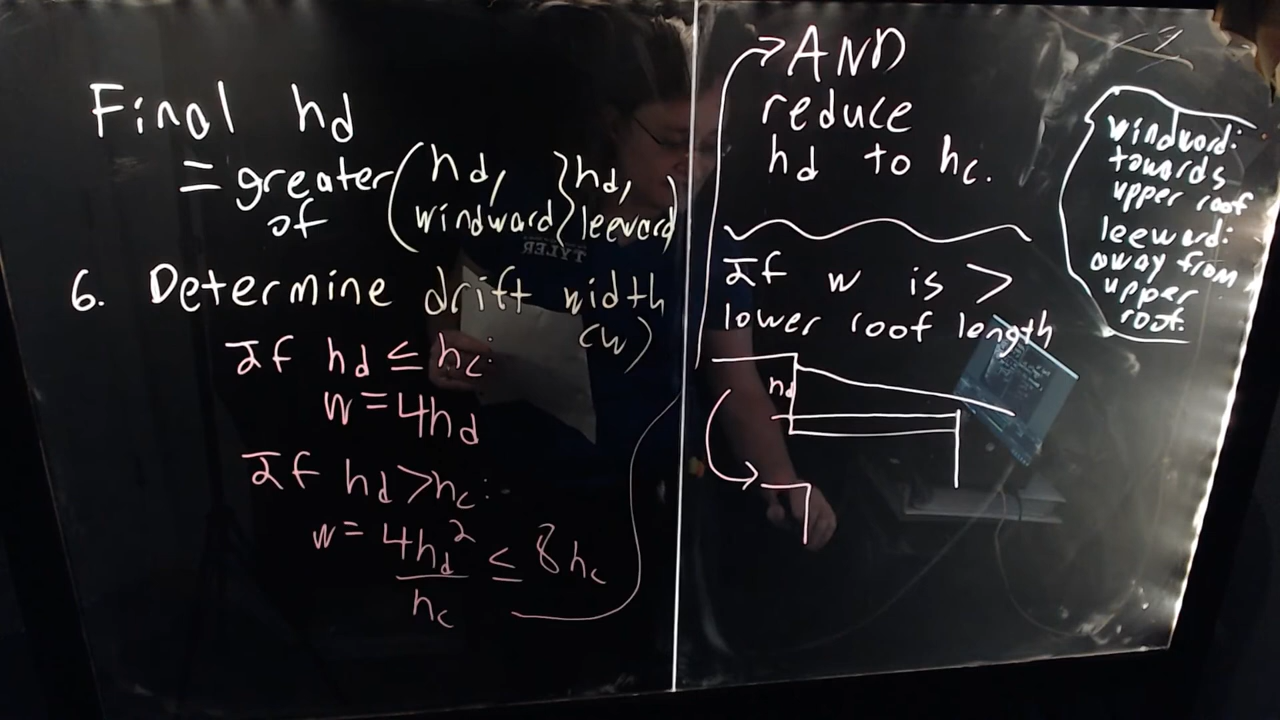 Final hd
= greater of (hd, windward } hd, leeward)
6. Determine drift width (w)
If hd ≤ hc:
w = 4hd
If hd > hc:
w = 4hd² / hc ≤ 8hc
AND
reduce
hd to hc.
If w is >
lower roof length
hd
windward:
towards
upper roof
leeward:
away from
upper
roof.
TYLER